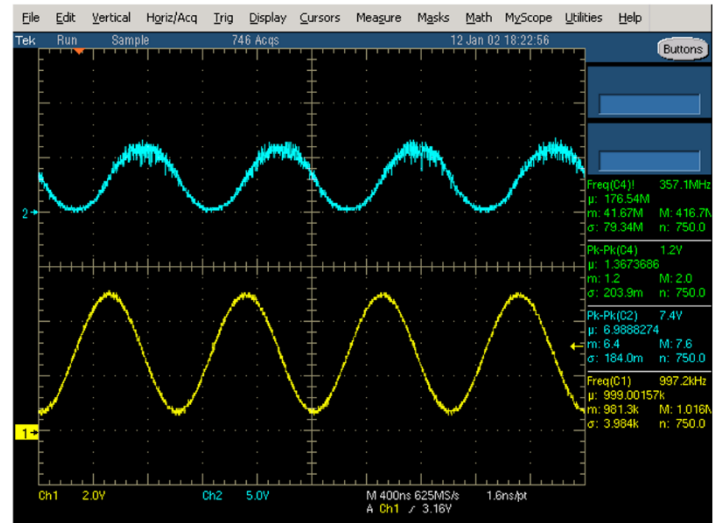 File Edit Vertical Horiz/Acq Trig Display Cursors Measure Masks Math MyScope Utilities Help
Tek Run Sample 746 Acqs 12 Jan 02 18:22:56
Buttons
Freq(C4)! 357.1MHz
µ: 176.54M
m: 41.67M M: 416.7M
σ: 79.34M n: 750.0
Pk-Pk(C4) 1.2V
µ: 1.3673686
m: 1.2 M: 2.0
σ: 203.9m n: 750.0
2
Pk-Pk(C2) 7.4V
µ: 6.9888274
m: 6.4 M: 7.6
σ: 184.0m n: 750.0
Freq(C1) 997.2kHz
µ: 999.00157k
m: 981.3k M: 1.016M
σ: 3.984k n: 750.0
1
Ch1 2.0V Ch2 5.0V M 400ns 625MS/s 1.6ns/pt
A Ch1 ∕ 3.16V